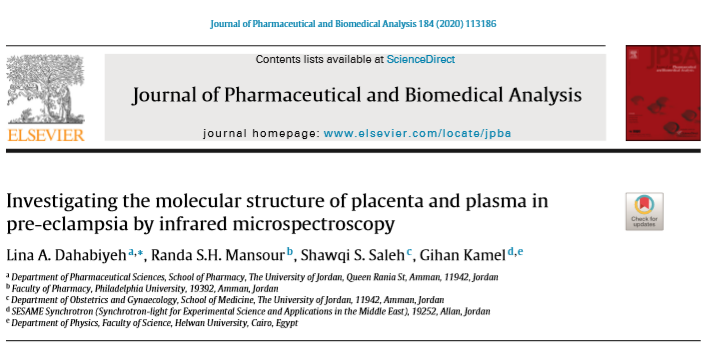 Journal of Pharmaceutical and Biomedical Analysis 184 (2020) 113186
Contents lists available at ScienceDirect
Journal of Pharmaceutical and Biomedical Analysis
journal homepage: www.elsevier.com/locate/jpba
ELSEVIER
JPBA
Investigating the molecular structure of placenta and plasma in
pre-eclampsia by infrared microspectroscopy
Check for
updates
Lina A. Dahabiyeh a,*, Randa S.H. Mansour b, Shawqi S. Saleh c, Gihan Kamel d,e
a Department of Pharmaceutical Sciences, School of Pharmacy, The University of Jordan, Queen Rania St, Amman, 11942, Jordan
b Faculty of Pharmacy, Philadelphia University, 19392, Amman, Jordan
c Department of Obstetrics and Gynaecology, School of Medicine, The University of Jordan, 11942, Amman, Jordan
d SESAME Synchrotron (Synchrotron-light for Experimental Science and Applications in the Middle East), 19252, Allan, Jordan
e Department of Physics, Faculty of Science, Helwan University, Cairo, Egypt